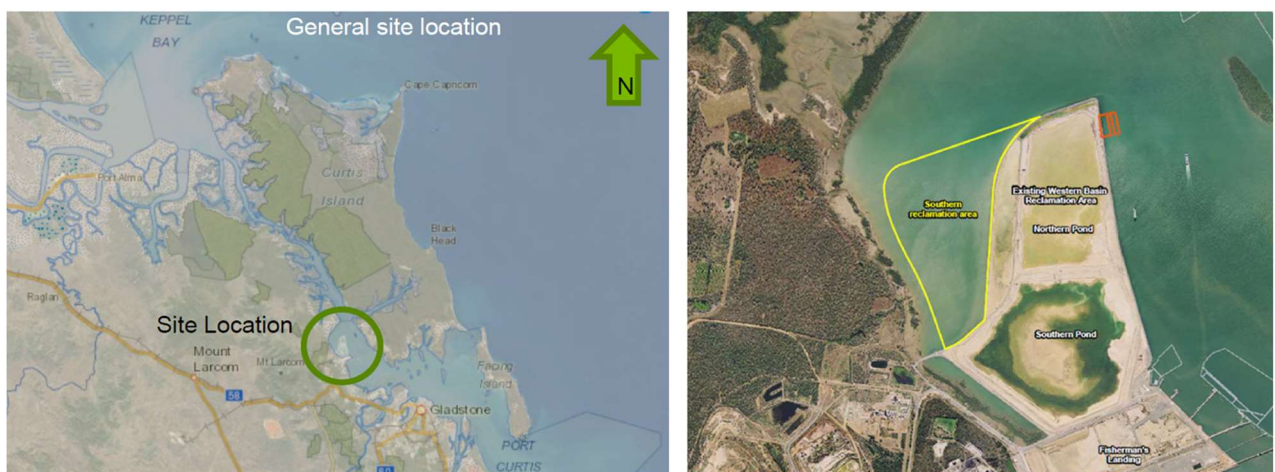 General site location
KEPPEL
BAY
N
Cape Capricorn
Port Alma
Curtis
Island
Black
Head
Raglan
Site Location
Mount
Larcom
Mt Larcom
58
Facing
Island
Gladstone
PORT
CURTIS
60
Southern
reclamation area
Existing Western Basin
Reclamation Area
Northern Pond
Southern Pond
Fisherman's
Landing